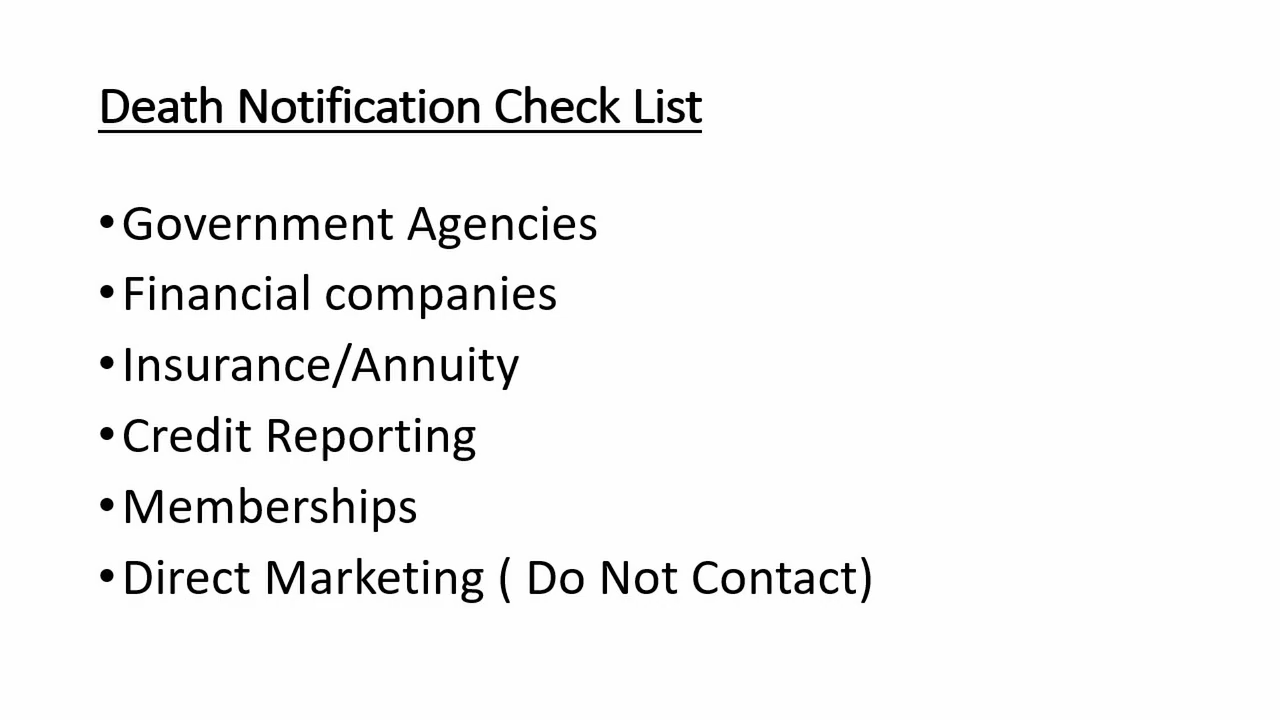 Death Notification Check List
•Government Agencies
•Financial companies
•Insurance/Annuity
•Credit Reporting
•Memberships
•Direct Marketing ( Do Not Contact)